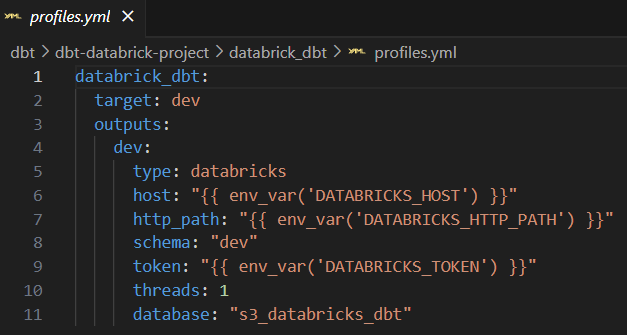 profiles.yml ×
dbt > dbt-databrick-project > databrick_dbt > profiles.yml
1 databrick_dbt:
2   target: dev
3   outputs:
4     dev:
5       type: databricks
6       host: "{{ env_var('DATABRICKS_HOST') }}"
7       http_path: "{{ env_var('DATABRICKS_HTTP_PATH') }}"
8       schema: "dev"
9       token: "{{ env_var('DATABRICKS_TOKEN') }}"
10       threads: 1
11       database: "s3_databricks_dbt"